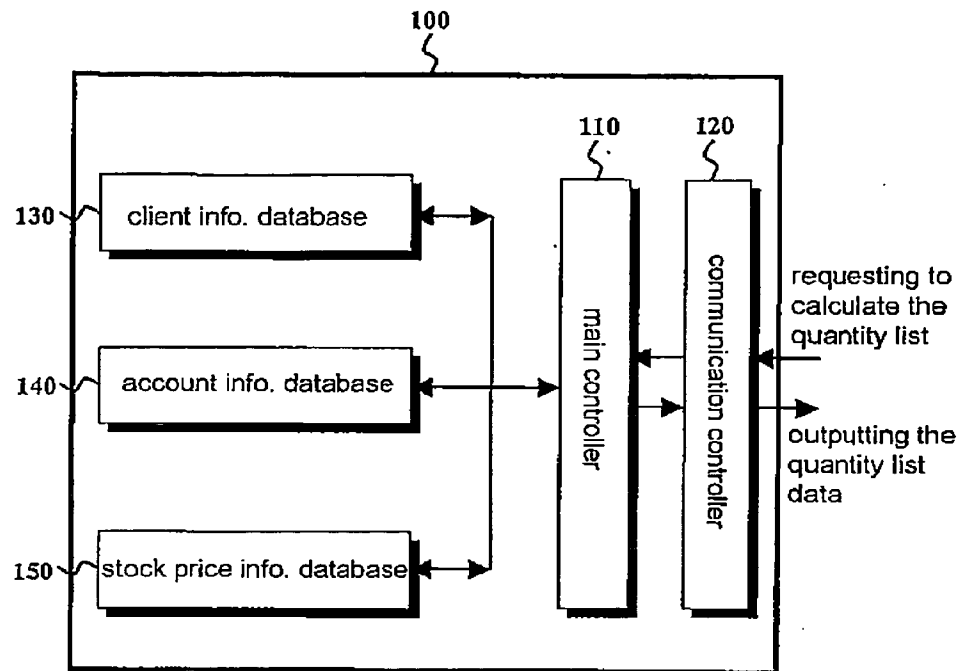 100
110
120
130
client info. database
140
account info. database
150
stock price info. database
main controller
communication controller
requesting to
calculate the
quantity list
outputting the
quantity list
data